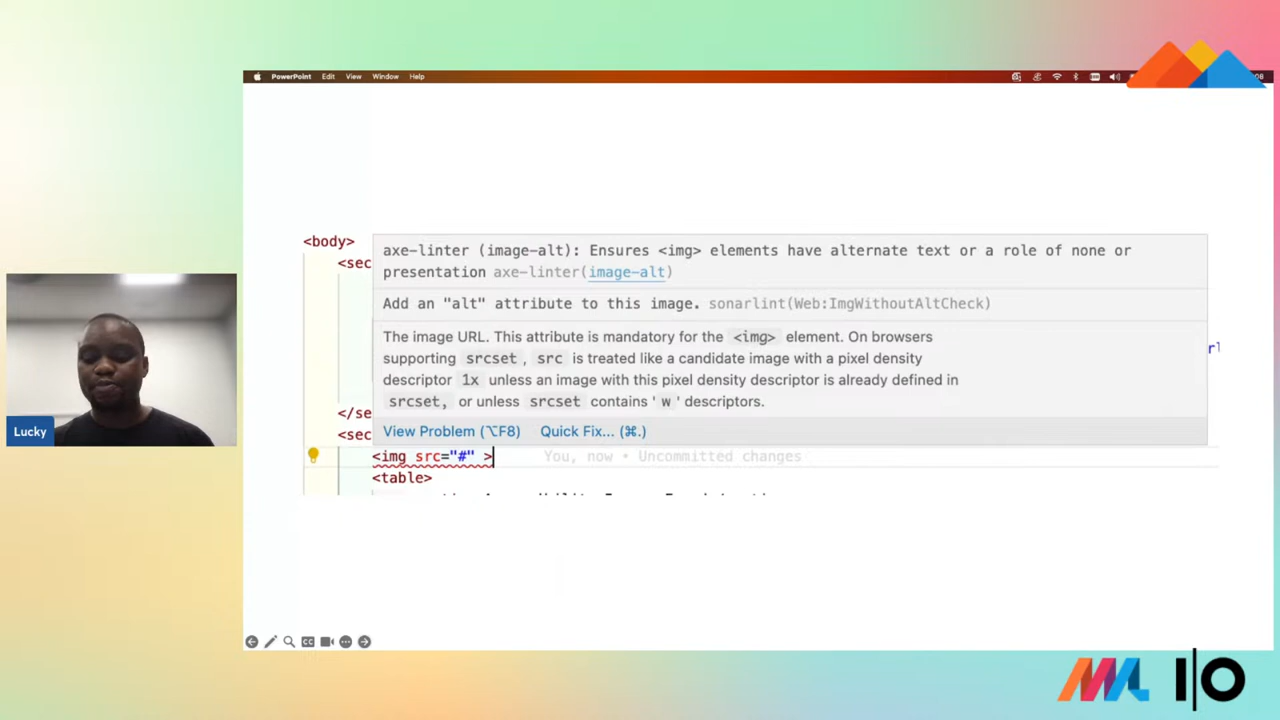 PowerPoint Edit View Window Help
<body>
axe-linter (image-alt): Ensures <img> elements have alternate text or a role of none or
<sec
presentation axe-linter(image-alt)
Add an "alt" attribute to this image. sonarlint(Web:ImgWithoutAltCheck)
The image URL. This attribute is mandatory for the <img> element. On browsers
supporting srcset, src is treated like a candidate image with a pixel density
descriptor 1x unless an image with this pixel density descriptor is already defined in
srcset, or unless srcset contains 'w' descriptors.
</se
View Problem (⌥F8) Quick Fix... (⌘.)
<sec
<img src="#" > You, now • Uncommitted changes
<table>
Lucky
CC
I|O